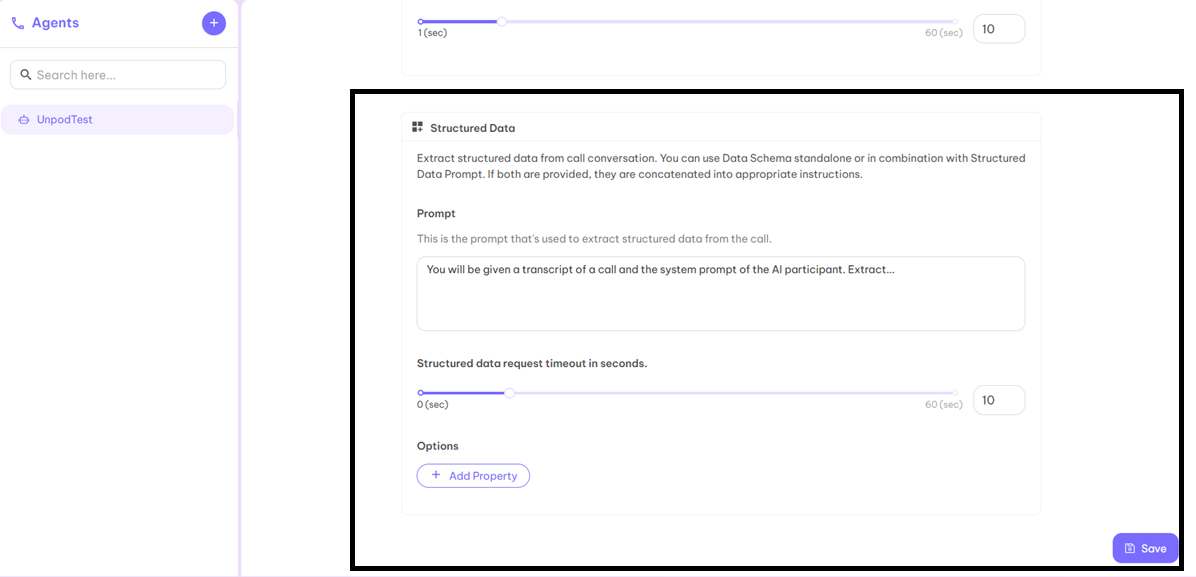 Agents
+
Search here...
UnpodTest
1 (sec)
60 (sec)
10
Structured Data
Extract structured data from call conversation. You can use Data Schema standalone or in combination with Structured
Data Prompt. If both are provided, they are concatenated into appropriate instructions.
Prompt
This is the prompt that's used to extract structured data from the call.
You will be given a transcript of a call and the system prompt of the AI participant. Extract...
Structured data request timeout in seconds.
0 (sec)
60 (sec)
10
Options
+ Add Property
Save